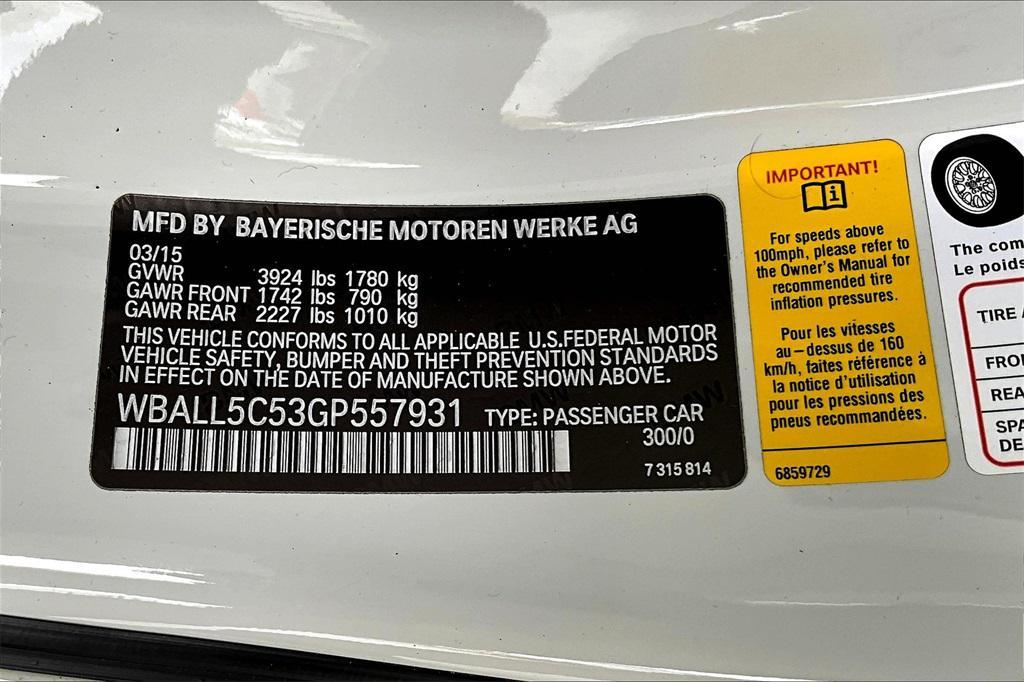 MFD BY BAYERISCHE MOTOREN WERKE AG
03/15
GVWR 3924 lbs 1780 kg
GAWR FRONT 1742 lbs 790 kg
GAWR REAR 2227 lbs 1010 kg
THIS VEHICLE CONFORMS TO ALL APPLICABLE U.S.FEDERAL MOTOR
VEHICLE SAFETY, BUMPER AND THEFT PREVENTION STANDARDS
IN EFFECT ON THE DATE OF MANUFACTURE SHOWN ABOVE.
WBALL5C53GP557931 TYPE: PASSENGER CAR
300/0
7 315 814
IMPORTANT!
i
For speeds above
100mph, please refer to
the Owner's Manual for
recommended tire
inflation pressures.
Pour les vitesses
au-dessus de 160
km/h, faites référence à
la notice d'utilisation
pour les pressions des
pneus recommandées.
6859729
The com
Le poids
TIRE
FRO
REA
SPA
DE